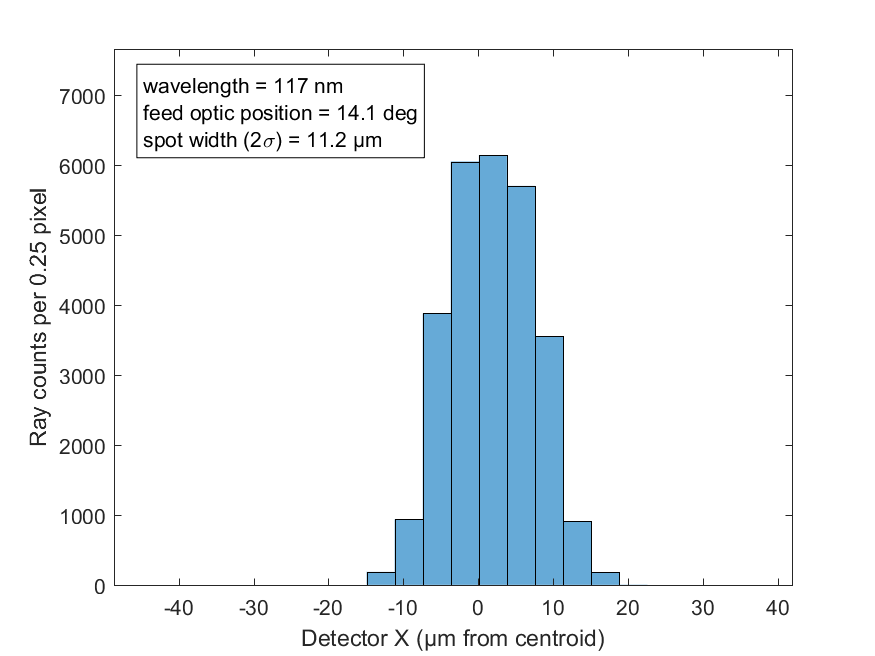 wavelength = 117 nm
feed optic position = 14.1 deg
spot width (2σ) = 11.2 µm
7000
6000
5000
4000
3000
2000
1000
0
Ray counts per 0.25 pixel
-40 -30 -20 -10 0 10 20 30 40
Detector X (µm from centroid)